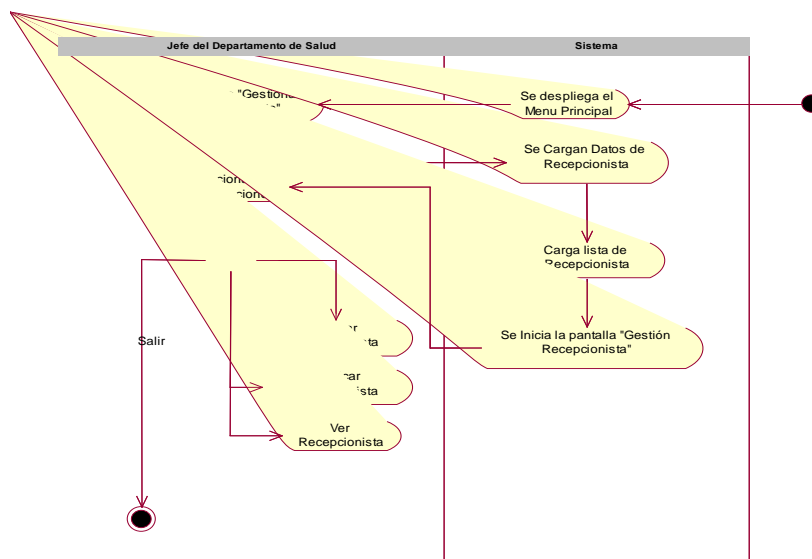 Jefe del Departamento de Salud
Sistema
Se despliega el
Menu Principal
Se Cargan Datos de
Recepcionista
Carga lista de
Recepcionista
Se Inicia la pantalla "Gestión
Recepcionista"
Salir
Ver
Recepcionista